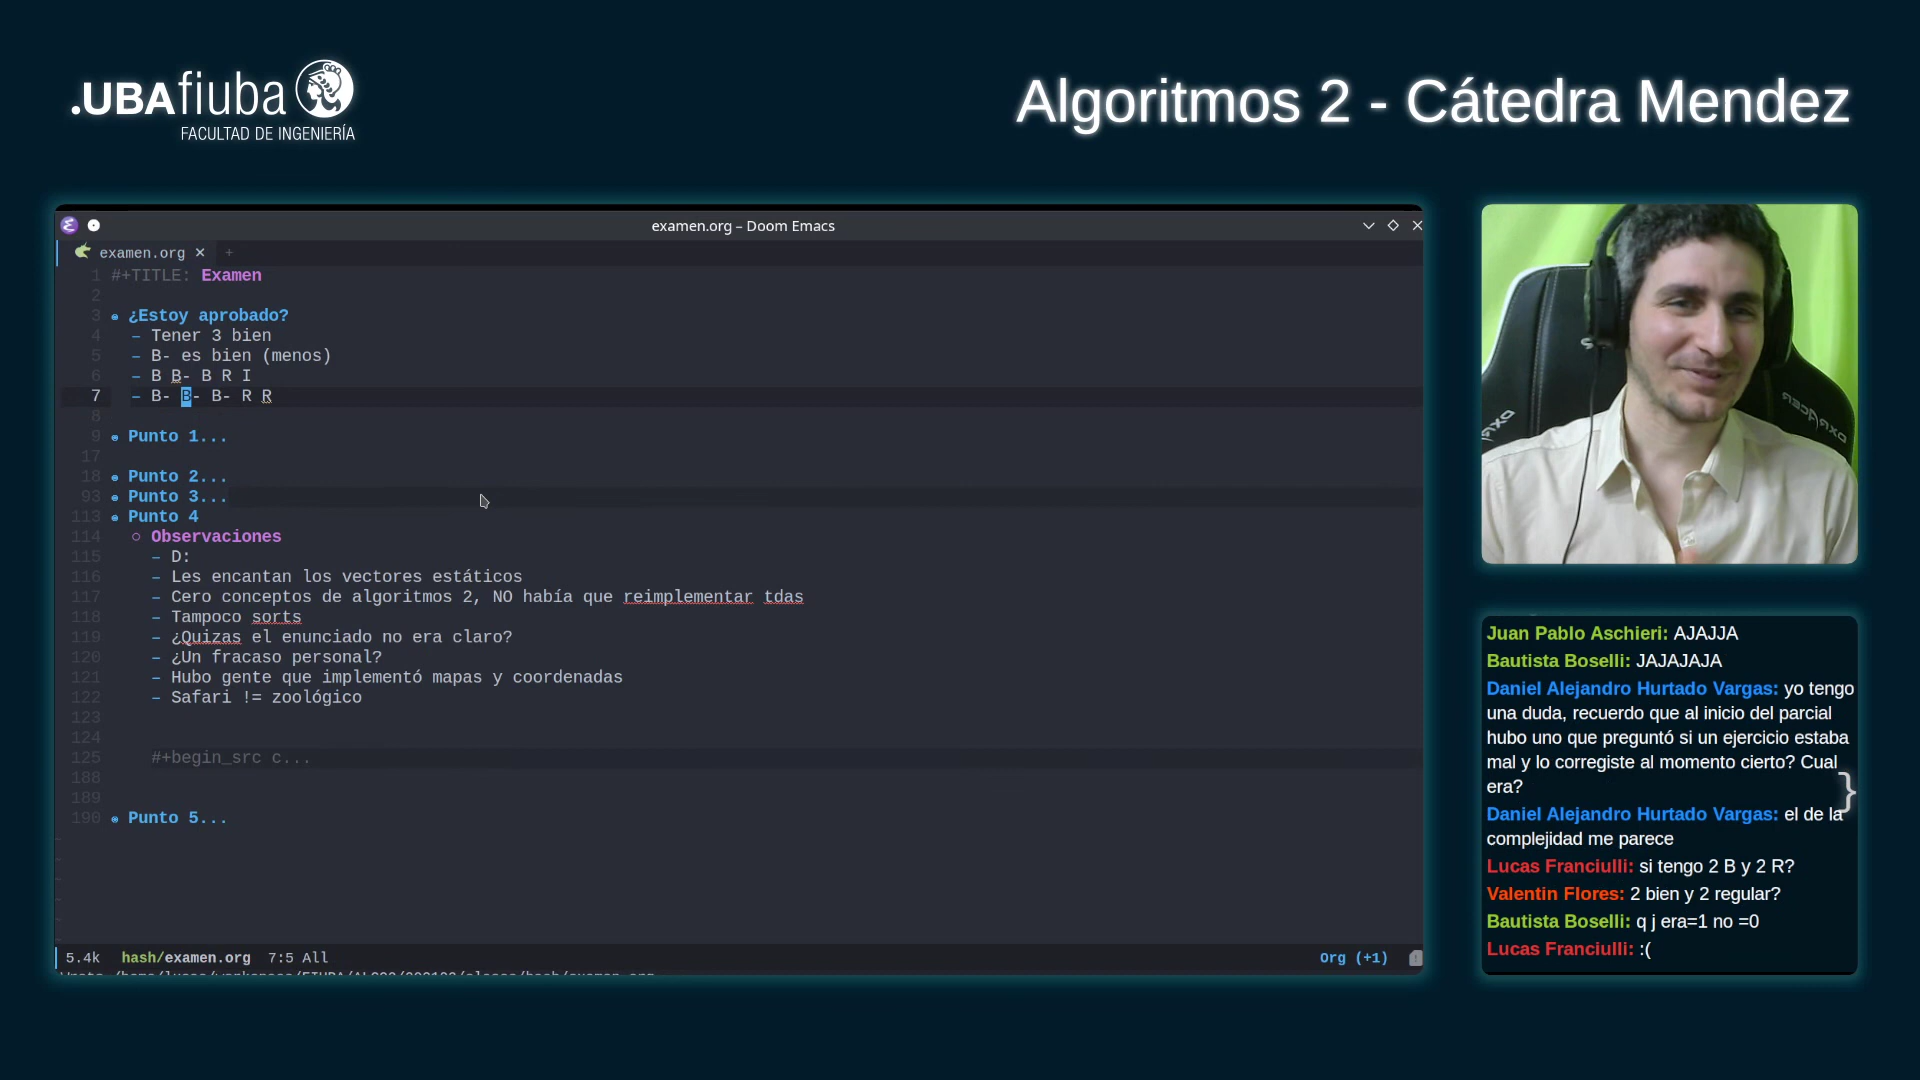 .UBAfiuba
FACULTAD DE INGENIERÍA
Algoritmos 2 - Cátedra Mendez
examen.org – Doom Emacs
examen.org × +
1 #+TITLE: Examen
2
3 ¿Estoy aprobado?
4 - Tener 3 bien
5 - B- es bien (menos)
6 - B B- B R I
7 - B- B- B- R R
8
9 Punto 1...
17
18 Punto 2...
93 Punto 3...
113 Punto 4
114 Observaciones
115 - D:
116 - Les encantan los vectores estáticos
117 - Cero conceptos de algoritmos 2, NO había que reimplementar tdas
118 - Tampoco sorts
119 - ¿Quizas el enunciado no era claro?
120 - ¿Un fracaso personal?
121 - Hubo gente que implementó mapas y coordenadas
122 - Safari != zoológico
123
124
125 #+begin_src c...
188
189
190 Punto 5...
5.4k hash/examen.org 7:5 All Org (+1)
DXRACER
Juan Pablo Aschieri: AJAJJA
Bautista Boselli: JAJAJAJA
Daniel Alejandro Hurtado Vargas: yo tengo
una duda, recuerdo que al inicio del parcial
hubo uno que preguntó si un ejercicio estaba
mal y lo corregiste al momento cierto? Cual
era?
}
Daniel Alejandro Hurtado Vargas: el de la
complejidad me parece
Lucas Franciulli: si tengo 2 B y 2 R?
Valentin Flores: 2 bien y 2 regular?
Bautista Boselli: q j era=1 no =0
Lucas Franciulli: :(